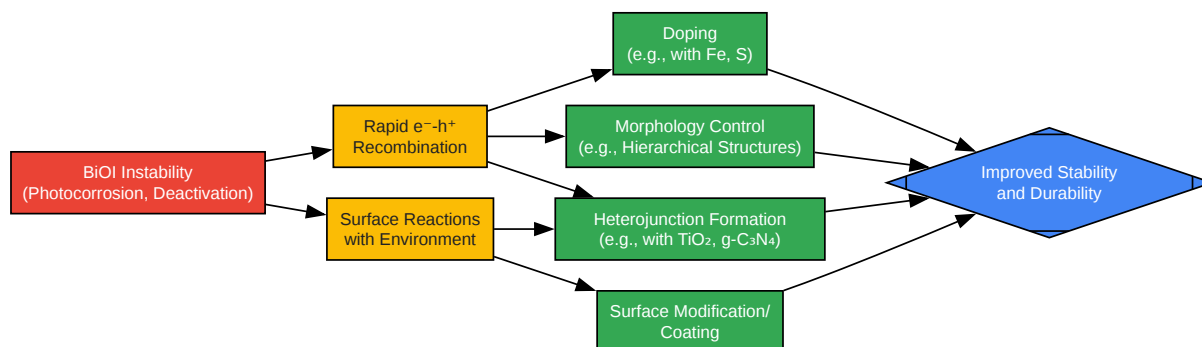 BiOI Instability
(Photocorrosion, Deactivation)
Rapid e⁻-h⁺
Recombination
Surface Reactions
with Environment
Doping
(e.g., with Fe, S)
Morphology Control
(e.g., Hierarchical Structures)
Heterojunction Formation
(e.g., with TiO₂, g-C₃N₄)
Surface Modification/
Coating
Improved Stability
and Durability